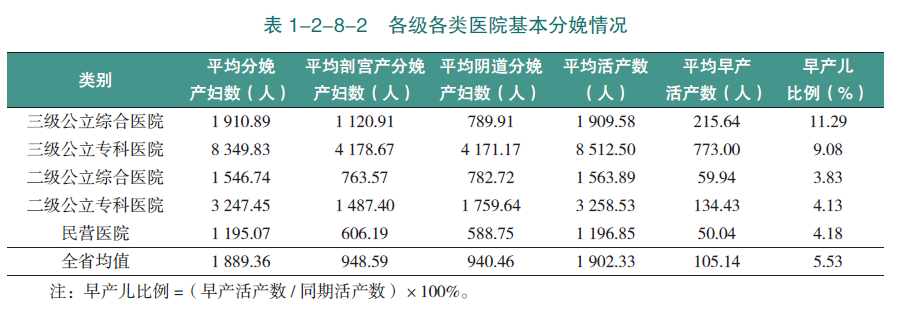 表 1-2-8-2 各级各类医院基本分娩情况
类别 平均分娩产妇数（人） 平均剖宫产分娩产妇数（人） 平均阴道分娩产妇数（人） 平均活产数（人） 平均早产活产数（人） 早产儿比例（%）
三级公立综合医院 1 910.89 1 120.91 789.91 1 909.58 215.64 11.29
三级公立专科医院 8 349.83 4 178.67 4 171.17 8 512.50 773.00 9.08
二级公立综合医院 1 546.74 763.57 782.72 1 563.89 59.94 3.83
二级公立专科医院 3 247.45 1 487.40 1 759.64 3 258.53 134.43 4.13
民营医院 1 195.07 606.19 588.75 1 196.85 50.04 4.18
全省均值 1 889.36 948.59 940.46 1 902.33 105.14 5.53
注：早产儿比例 =（早产活产数 / 同期活产数）× 100%。